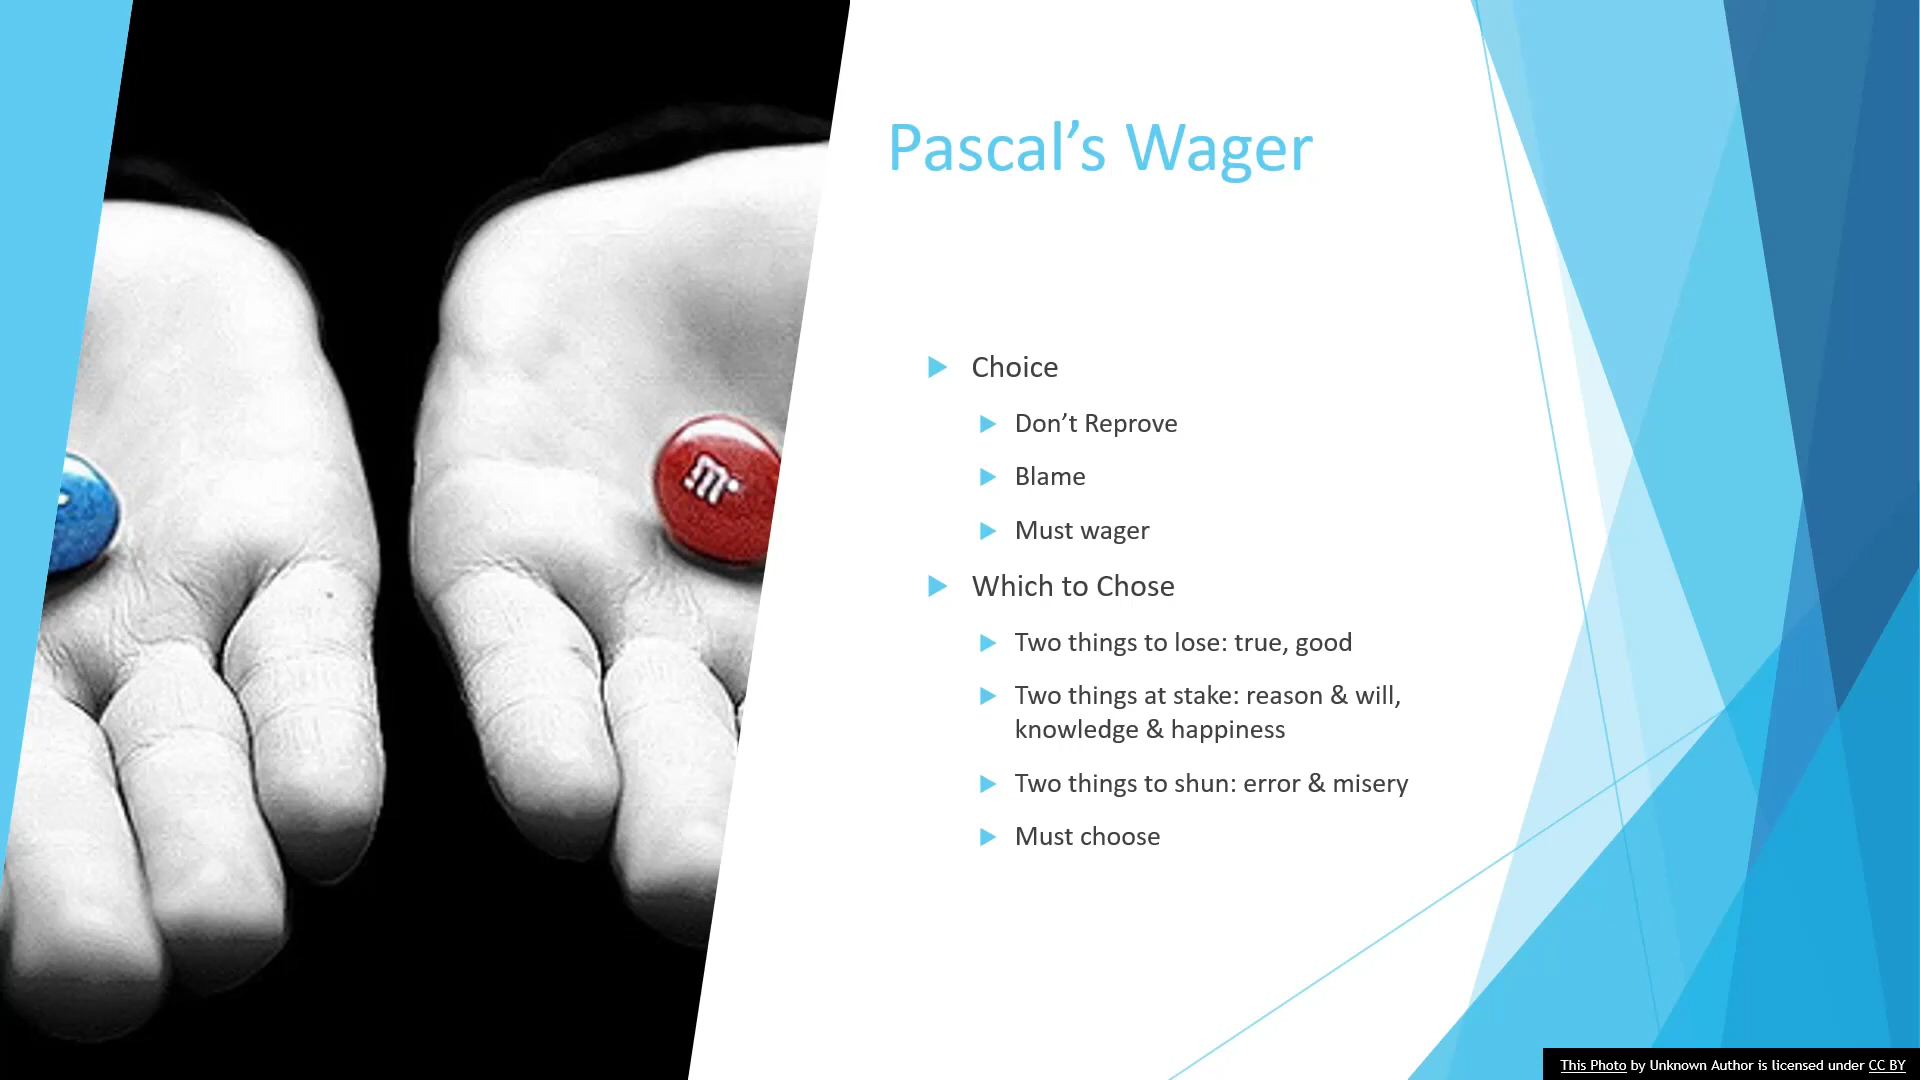 Pascal’s Wager
Choice
Don’t Reprove
Blame
Must wager
Which to Chose
Two things to lose: true, good
Two things at stake: reason & will,
knowledge & happiness
Two things to shun: error & misery
Must choose
m
This Photo by Unknown Author is licensed under CC BY